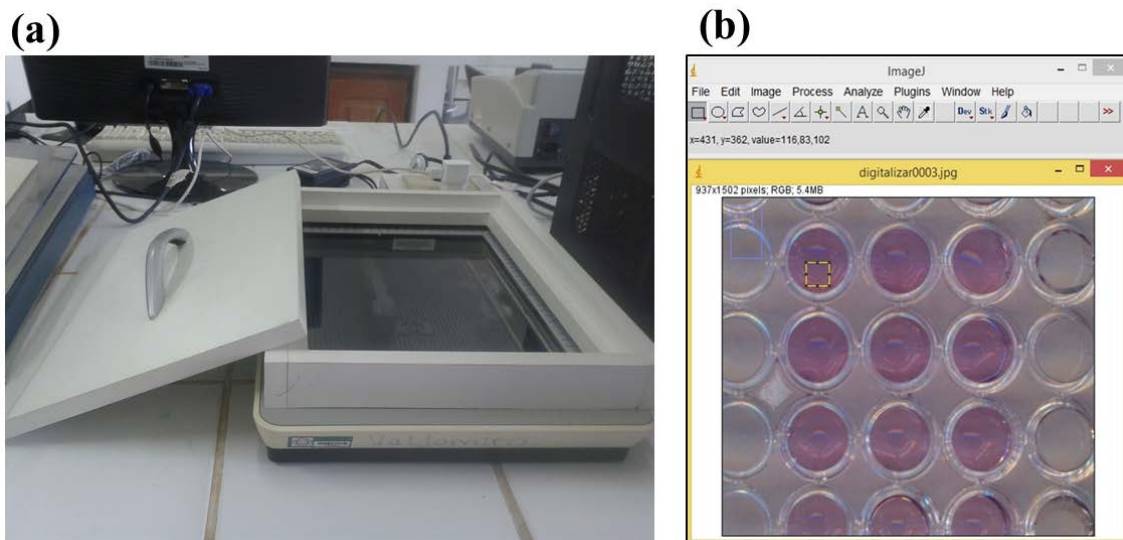 (a)
(b)
ImageJ
File Edit Image Process Analyze Plugins Window Help
Dev Stk >>
x=431, y=362, value=116,83,102
digitalizar0003.jpg
937x1502 pixels; RGB; 5.4MB